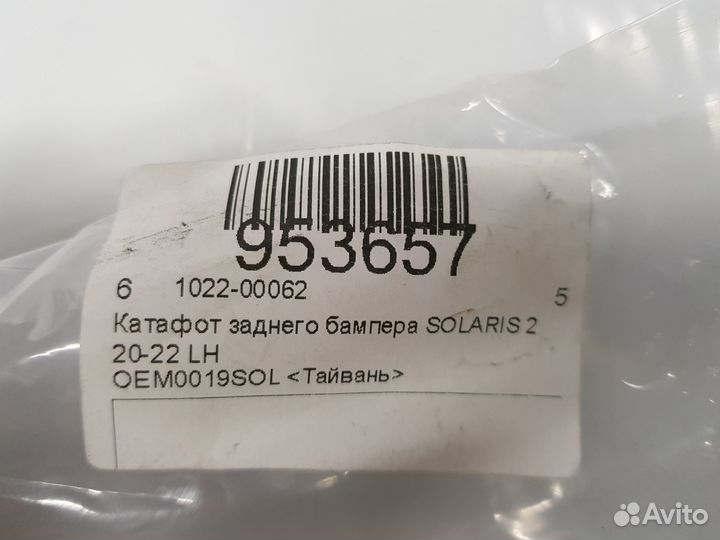 953657
6 1022-00062 5
Катафот заднего бампера SOLARIS 2
20-22 LH
OEM0019SOL <Тайвань>
Avito